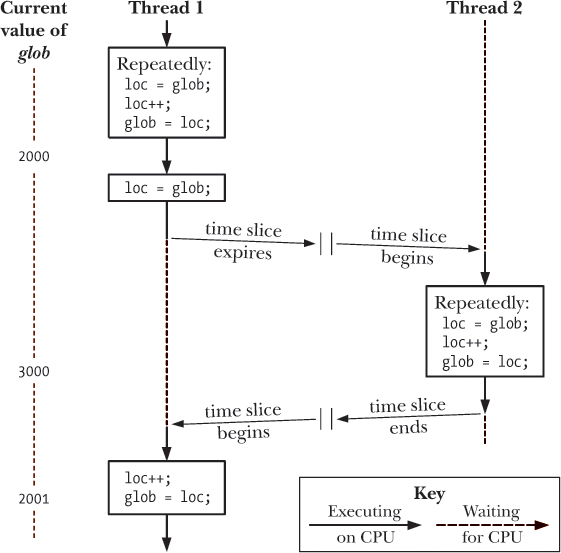 Current
value of
glob
Thread 1
Thread 2
Repeatedly:
loc = glob;
loc++;
glob = loc;
2000
loc = glob;
time slice
expires
time slice
begins
Repeatedly:
loc = glob;
loc++;
glob = loc;
3000
time slice
begins
time slice
ends
loc++;
glob = loc;
2001
Key
Executing
on CPU
Waiting
for CPU